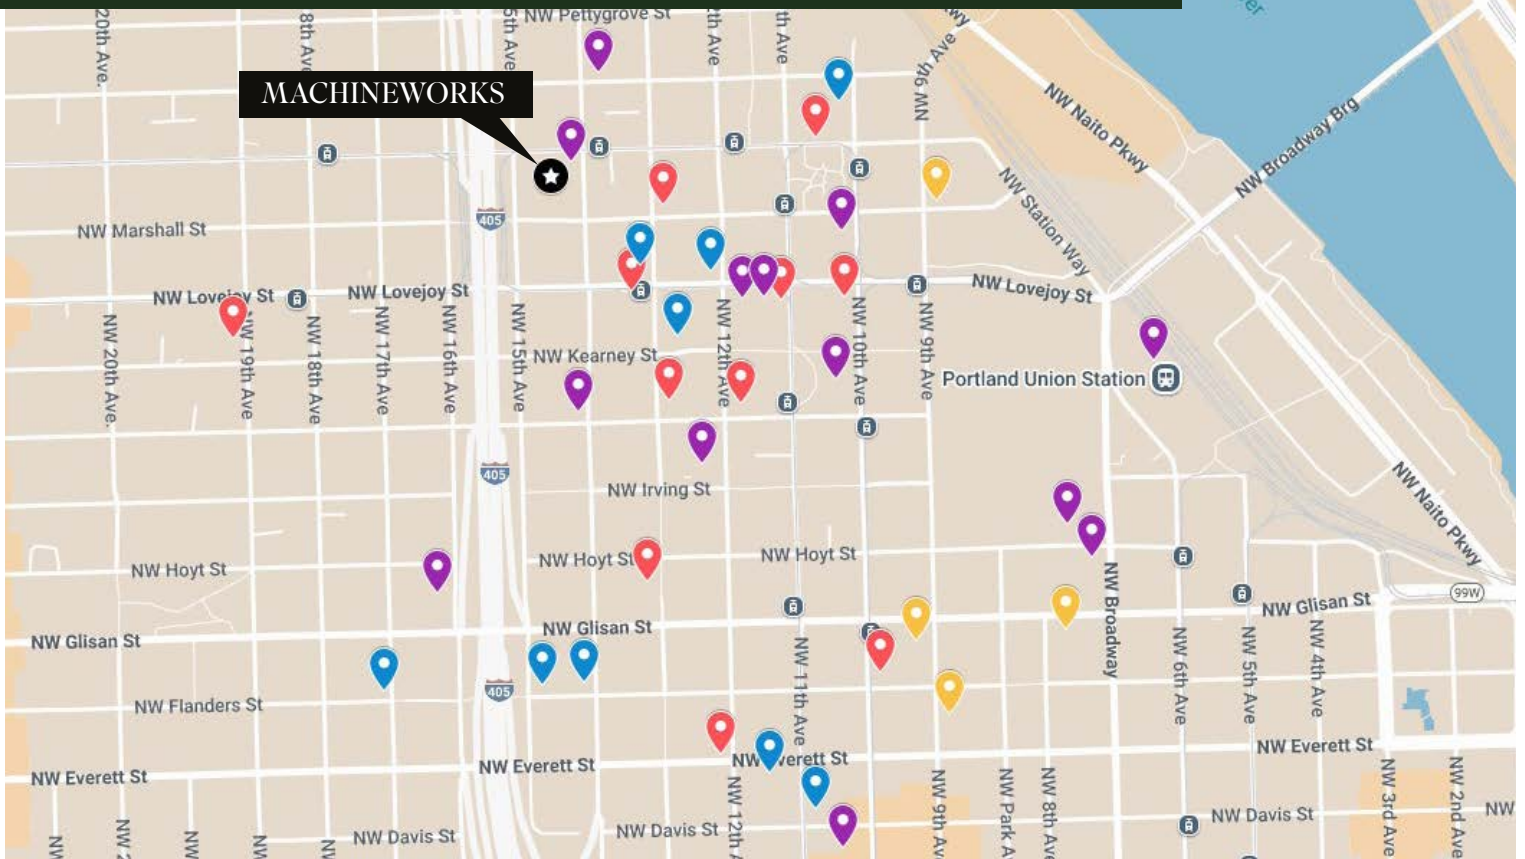 NW Pettygrove St
20th Ave.
8th Ave
5th Ave
th Ave
th Ave
MACHINEWORKS
NW 9th Ave
NW Naito Pkwy
NW Broadway Brg
NW Station Way
NW Marshall St
405
NW Lovejoy St
NW Lovejoy St
NW Lovejoy St
NW 20th Ave.
NW 19th Ave
NW 18th Ave
NW 17th Ave
NW 16th Ave
NW 15th Ave
NW 12th Ave
NW 10th Ave
NW 9th Ave
NW Kearney St
Portland Union Station
405
NW Irving St
NW Naito Pkwy
NW Hoyt St
NW Hoyt St
NW Hoyt St
NW Broadway
99W
NW Glisan St
NW Glisan St
NW Glisan St
NW 11th Ave
NW 6th Ave
NW 5th Ave
NW 4th Ave
405
NW Flanders St
NW Everett St
NW Everett St
NW Everett St
NW Everett St
NW 12th A
NW 9th Av
NW Park A
NW 8th Ave
NW 3rd Ave
NW 2nd Ave
NW Davis St
NW Davis St
NW Davis St
NW
NW
NW 2
NW
NW
NW